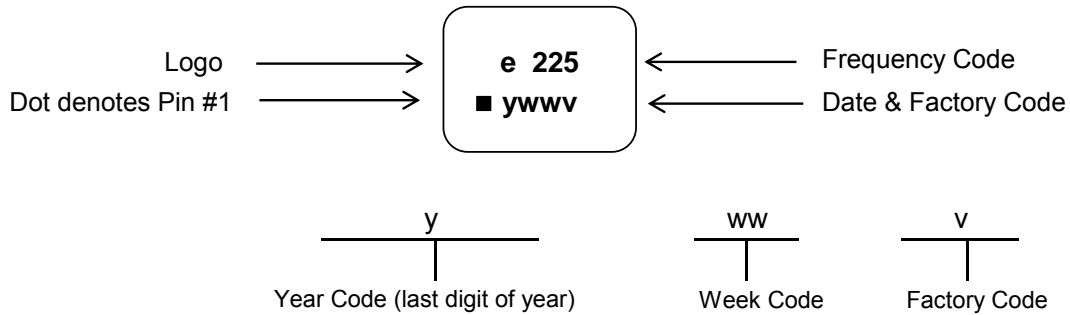 Logo e 225 Frequency Code
Dot denotes Pin #1 ■ ywwv Date & Factory Code
y ww v
Year Code (last digit of year) Week Code Factory Code